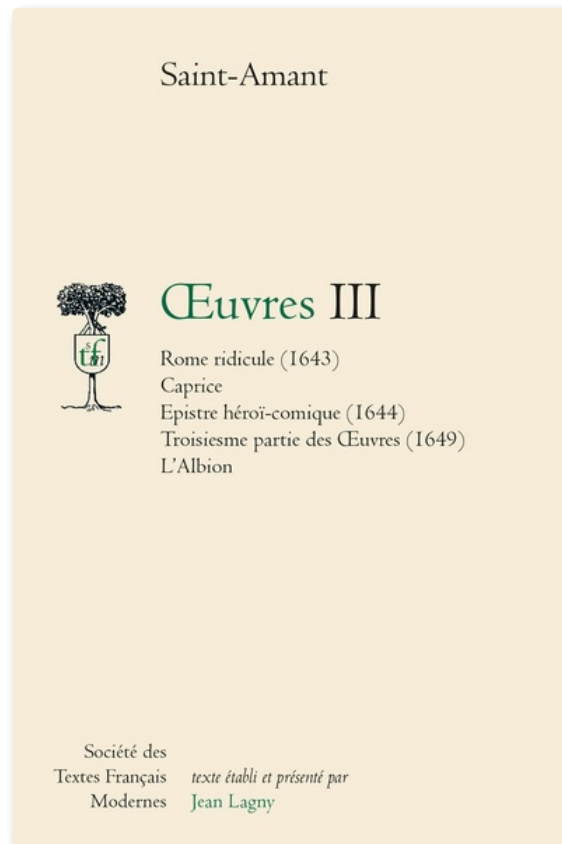 Saint-Amant
Œuvres III
s
tf
m
Rome ridicule (1643)
Caprice
Epistre héroï-comique (1644)
Troisiesme partie des Œuvres (1649)
L'Albion
Société des
Textes Français
Modernes
texte établi et présenté par
Jean Lagny